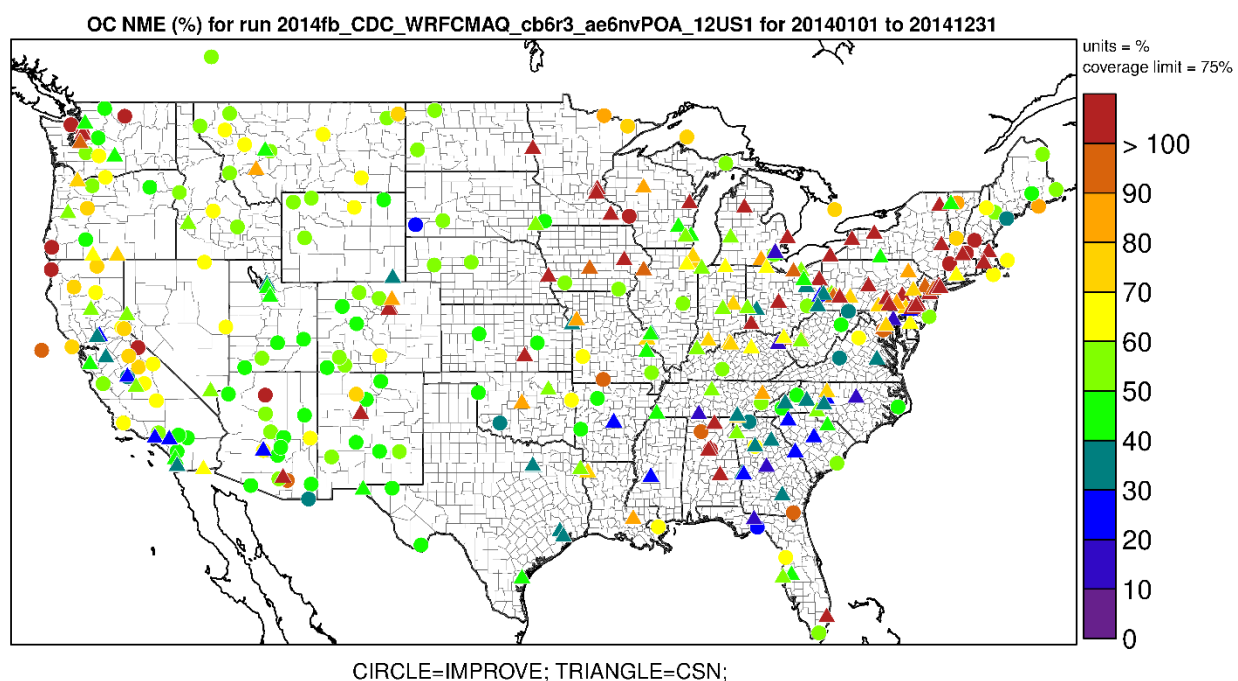 OC NME (%) for run 2014fb_CDC_WRFCMAQ_cb6r3_ae6nvPOA_12US1 for 20140101 to 20141231
units = %
coverage limit = 75%
> 100
90
80
70
60
50
40
30
20
10
0
CIRCLE=IMPROVE; TRIANGLE=CSN;